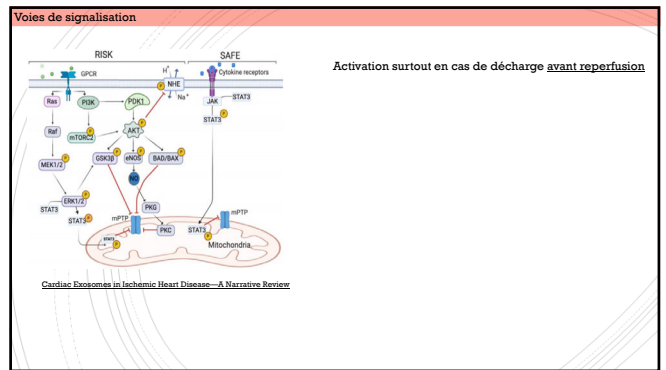 Voies de signalisation
RISK
SAFE
Activation surtout en cas de décharge avant reperfusion
GPCR
H+
NHE
P
Na+
Cytokine receptors
JAK
STAT3
STAT3
P
Ras
PI3K
PDK1
Raf
mTORC2
P
AKT
P
MEK1/2
P
GSK3β
P
eNOS
P
BAD/BAX
P
NO
ERK1/2
P
STAT3
STAT3
P
PKG
PKC
mPTP
STAT3
P
STAT3
P
mPTP
Mitochondria
Cardiac Exosomes in Ischemic Heart Disease—A Narrative Review